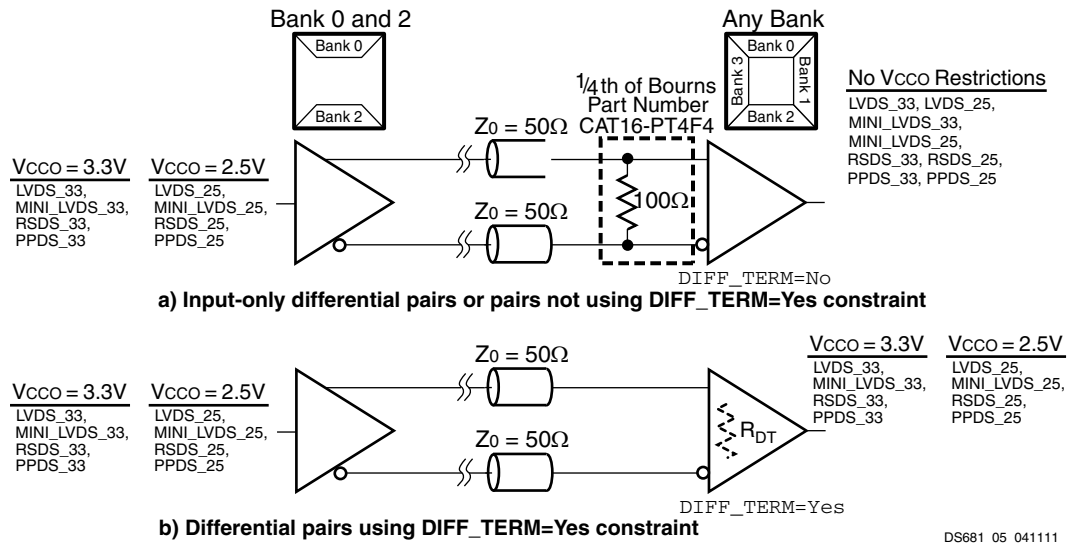 Bank 0 and 2
Bank 0
Bank 2
Any Bank
Bank 0
Bank 3
Bank 1
Bank 2
1/4th of Bourns
Part Number
CAT16-PT4F4
No VCCO Restrictions
LVDS_33, LVDS_25,
MINI_LVDS_33,
MINI_LVDS_25,
RSDS_33, RSDS_25,
PPDS_33, PPDS_25
VCCO = 3.3V
LVDS_33,
MINI_LVDS_33,
RSDS_33,
PPDS_33
VCCO = 2.5V
LVDS_25,
MINI_LVDS_25,
RSDS_25,
PPDS_25
Z0 = 50Ω
Z0 = 50Ω
100Ω
DIFF_TERM=No
a) Input-only differential pairs or pairs not using DIFF_TERM=Yes constraint
VCCO = 3.3V
LVDS_33,
MINI_LVDS_33,
RSDS_33,
PPDS_33
VCCO = 2.5V
LVDS_25,
MINI_LVDS_25,
RSDS_25,
PPDS_25
Z0 = 50Ω
Z0 = 50Ω
RDT
VCCO = 3.3V
LVDS_33,
MINI_LVDS_33,
RSDS_33,
PPDS_33
VCCO = 2.5V
LVDS_25,
MINI_LVDS_25,
RSDS_25,
PPDS_25
DIFF_TERM=Yes
b) Differential pairs using DIFF_TERM=Yes constraint
DS681_05_041111